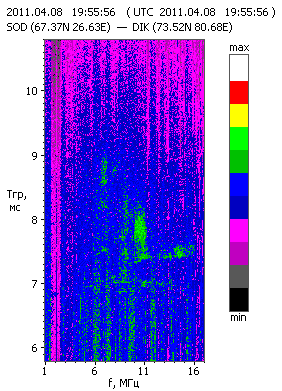 2011.04.08 19:55:56 (UTC 2011.04.08 19:55:56)
SOD (67.37N 26.63E) — DIK (73.52N 80.68E)
max
10
9
Тгр,
мс
8
7
6
min
1 6 11 16
f, МГц